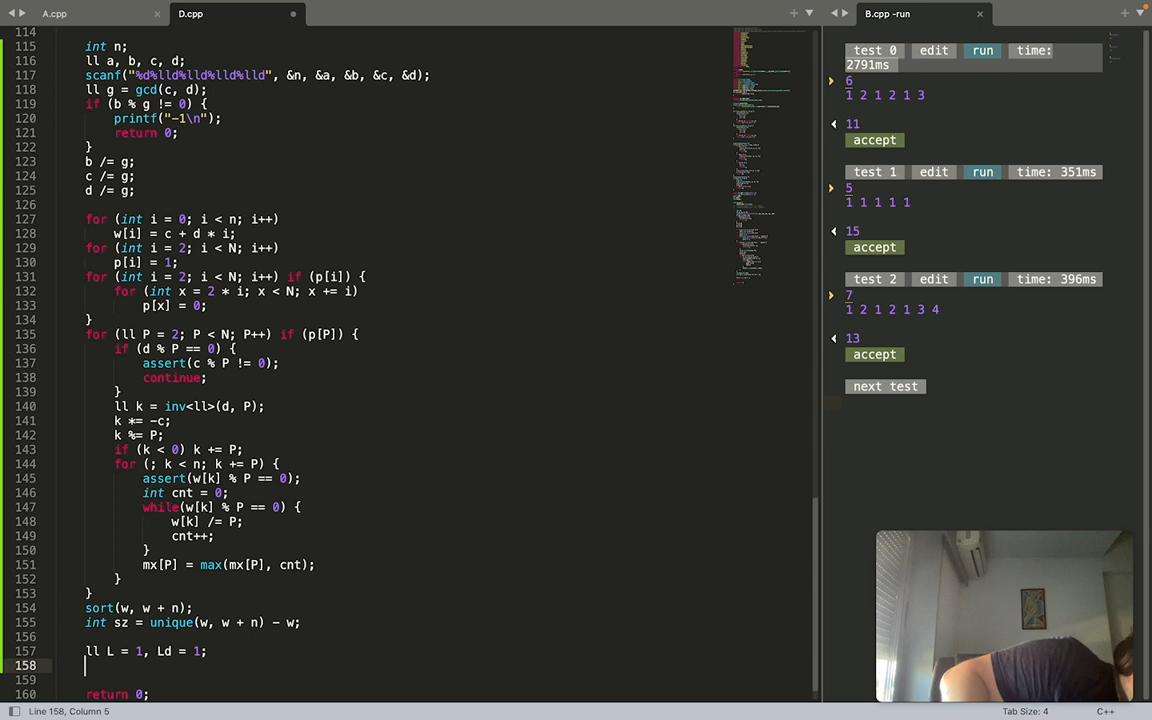 A.cpp
D.cpp
B.cpp -run
114
115 int n;
116 ll a, b, c, d;
117 scanf("%d%lld%lld%lld%lld", &n, &a, &b, &c, &d);
118 ll g = gcd(c, d);
119 if (b % g != 0) {
120 printf("-1\n");
121 return 0;
122 }
123 b /= g;
124 c /= g;
125 d /= g;
126
127 for (int i = 0; i < n; i++)
128 w[i] = c + d * i;
129 for (int i = 2; i < N; i++)
130 p[i] = 1;
131 for (int i = 2; i < N; i++) if (p[i]) {
132 for (int x = 2 * i; x < N; x += i)
133 p[x] = 0;
134 }
135 for (ll P = 2; P < N; P++) if (p[P]) {
136 if (d % P == 0) {
137 assert(c % P != 0);
138 continue;
139 }
140 ll k = inv<ll>(d, P);
141 k *= -c;
142 k %= P;
143 if (k < 0) k += P;
144 for (; k < n; k += P) {
145 assert(w[k] % P == 0);
146 int cnt = 0;
147 while(w[k] % P == 0) {
148 w[k] /= P;
149 cnt++;
150 }
151 mx[P] = max(mx[P], cnt);
152 }
153 }
154 sort(w, w + n);
155 int sz = unique(w, w + n) - w;
156
157 ll L = 1, Ld = 1;
158
159
160 return 0;
test 0 edit run time:
2791ms
6
1 2 1 2 1 3
11
accept
test 1 edit run time: 351ms
5
1 1 1 1 1
15
accept
test 2 edit run time: 396ms
7
1 2 1 2 1 3 4
13
accept
next test
Line 158, Column 5
Tab Size: 4
C++